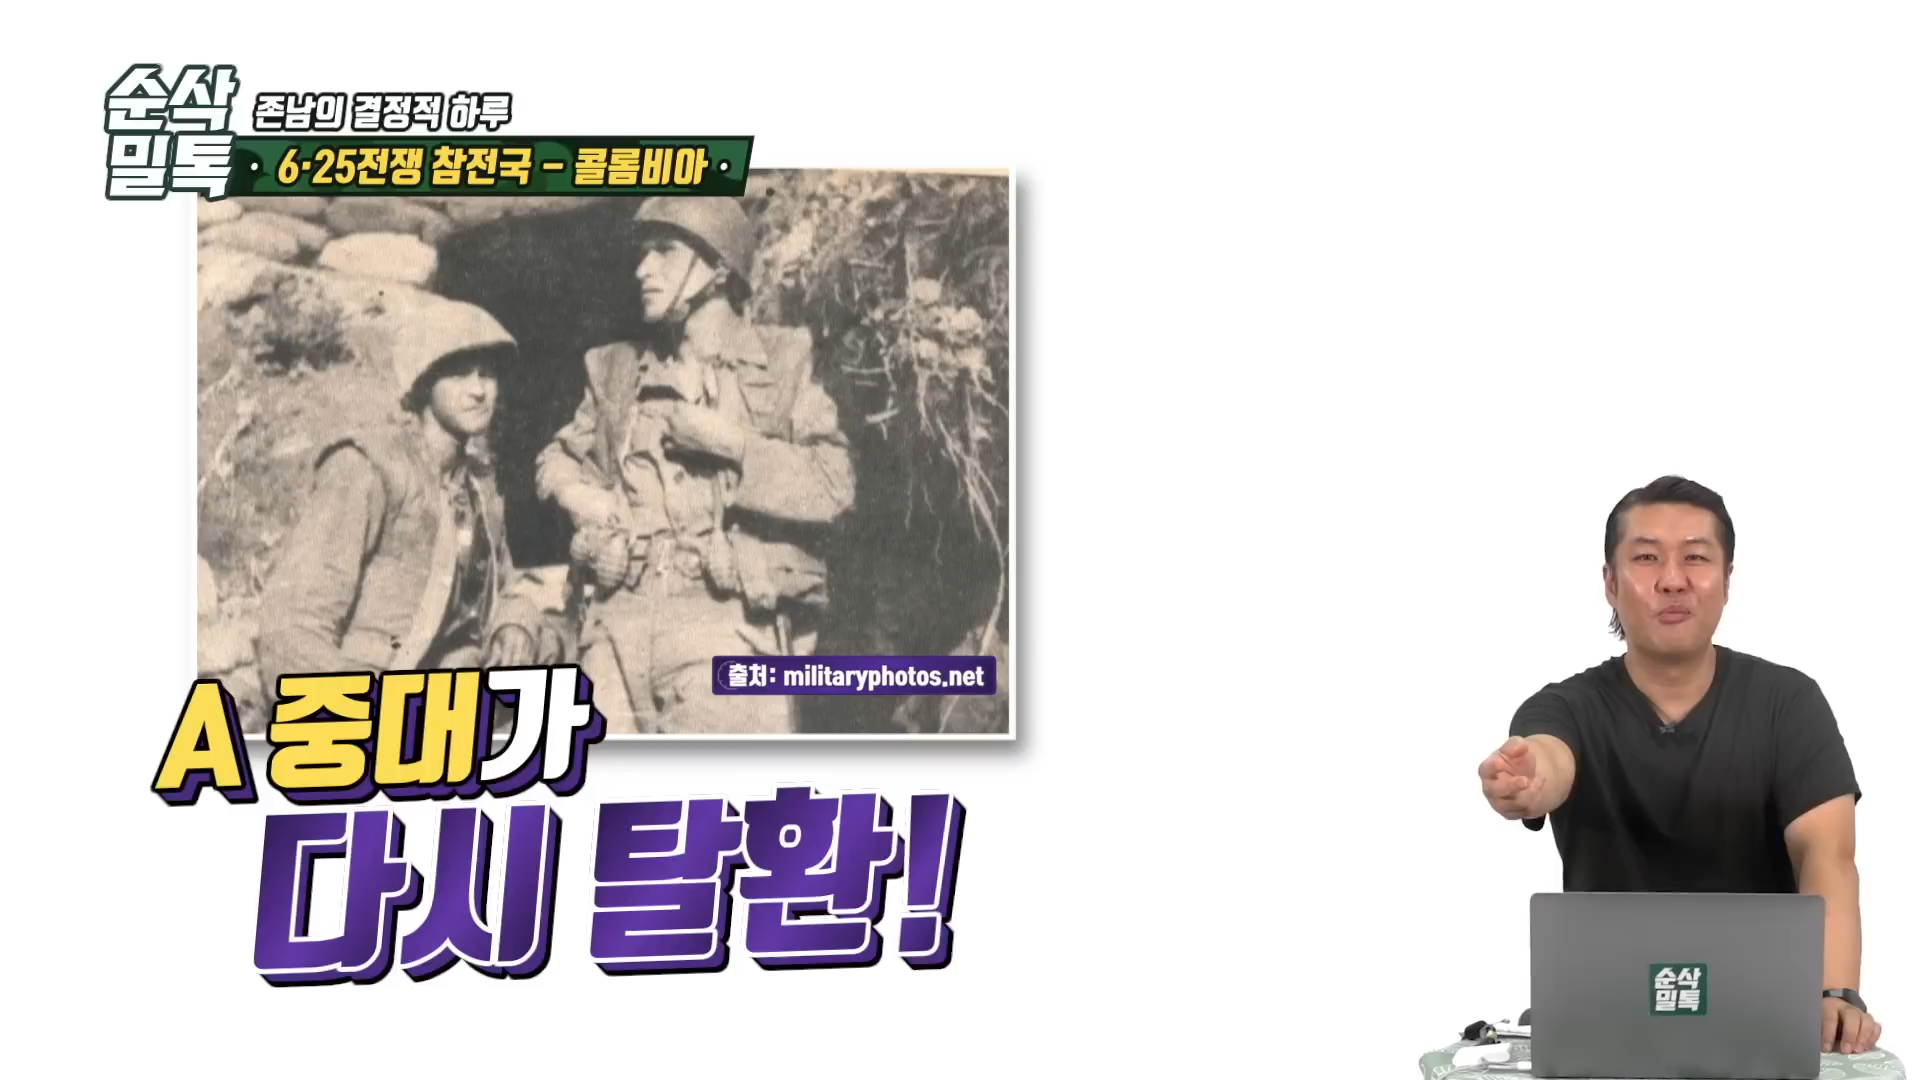 순삭
밀톡
존남의 결정적 하루
· 6·25전쟁 참전국 - 콜롬비아 ·
출처: militaryphotos.net
A 중대가
다시 탈환!
순삭
밀톡